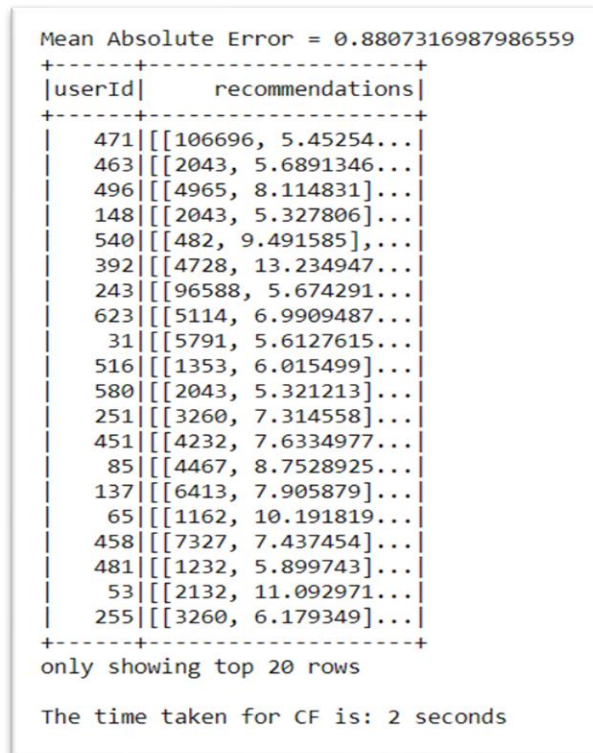 Mean Absolute Error = 0.8807316987986559
+------+--------------------+
|userId|     recommendations|
+------+--------------------+
|   471|[[106696, 5.45254...|
|   463|[[2043, 5.6891346...|
|   496|[[4965, 8.114831]...|
|   148|[[2043, 5.327806]...|
|   540|[[482, 9.491585],...|
|   392|[[4728, 13.234947...|
|   243|[[96588, 5.674291...|
|   623|[[5114, 6.9909487...|
|    31|[[5791, 5.6127615...|
|   516|[[1353, 6.015499]...|
|   580|[[2043, 5.321213]...|
|   251|[[3260, 7.314558]...|
|   451|[[4232, 7.6334977...|
|    85|[[4467, 8.7528925...|
|   137|[[6413, 7.905879]...|
|    65|[[1162, 10.191819...|
|   458|[[7327, 7.437454]...|
|   481|[[1232, 5.899743]...|
|    53|[[2132, 11.092971...|
|   255|[[3260, 6.179349]...|
+------+--------------------+
only showing top 20 rows
The time taken for CF is: 2 seconds